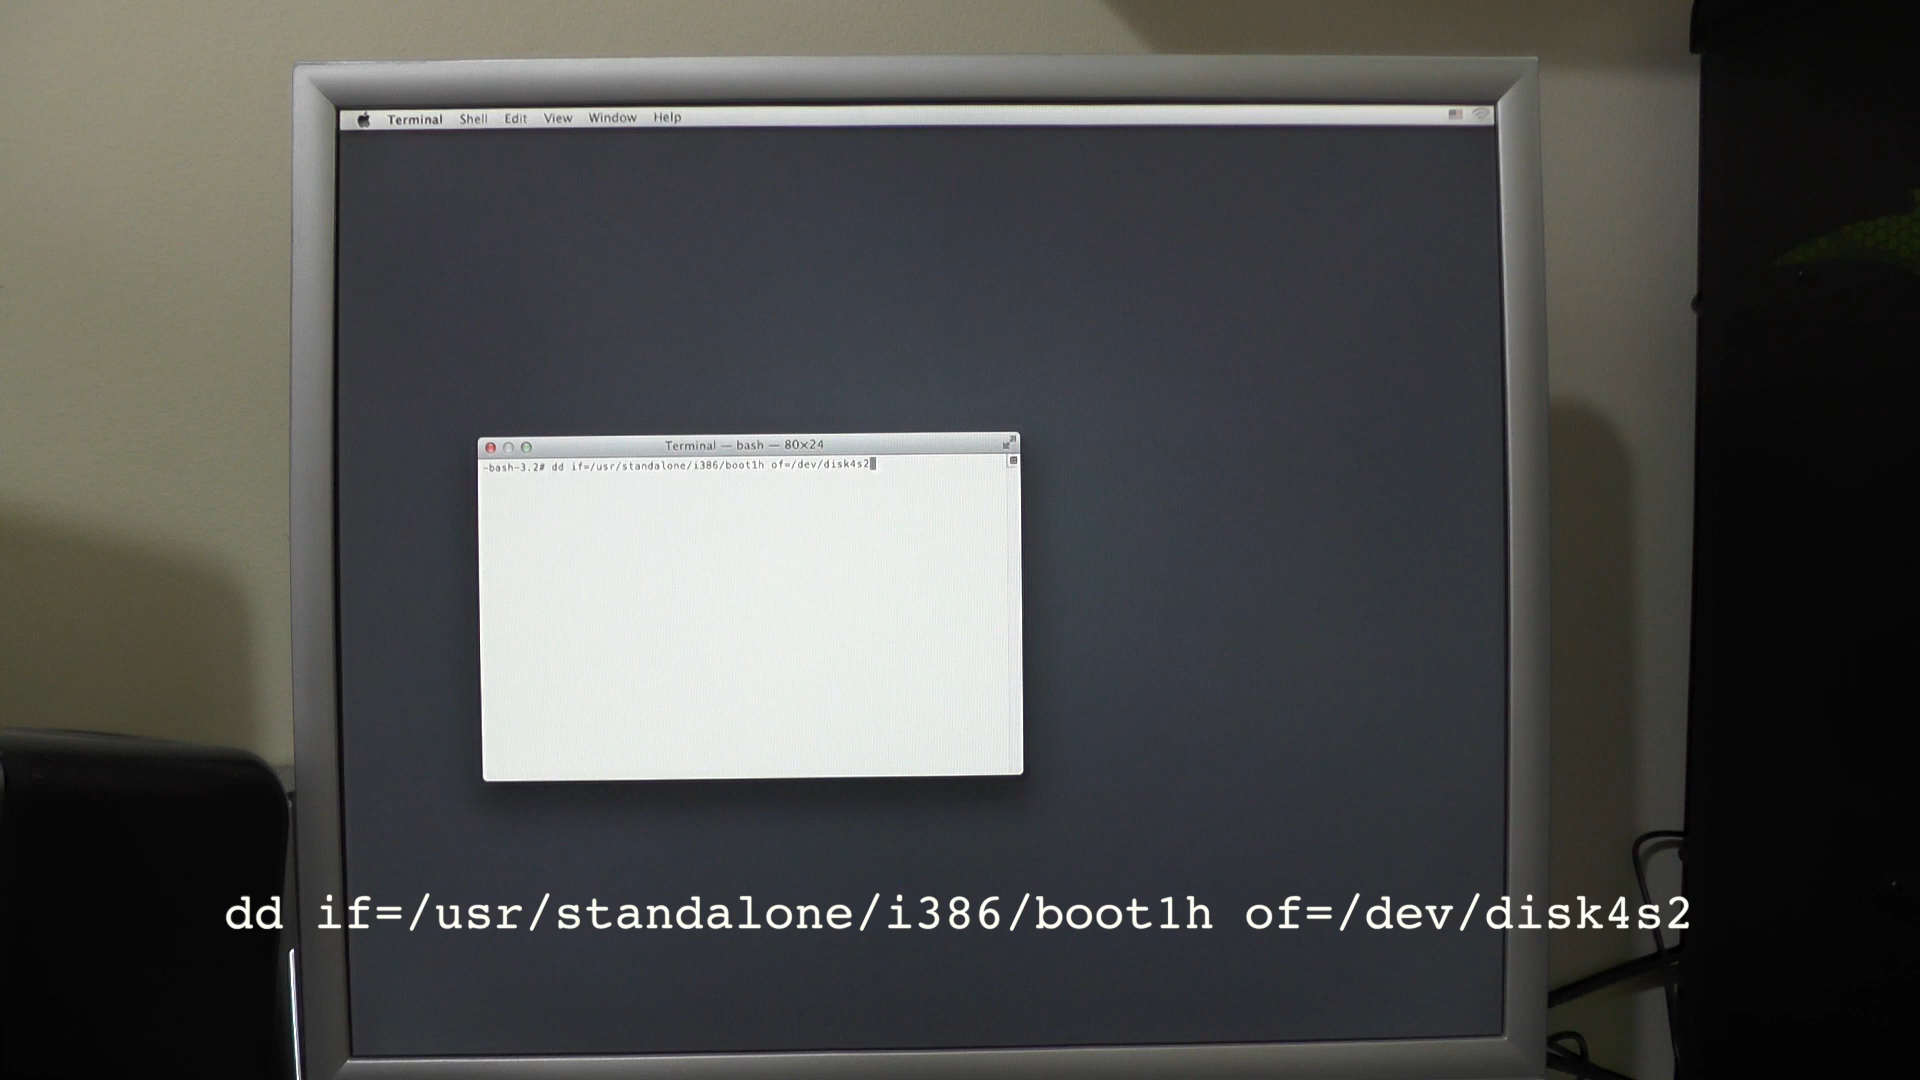 Terminal Shell Edit View Window Help
Terminal — bash — 80×24
-bash-3.2# dd if=/usr/standalone/i386/boot1h of=/dev/disk4s2
dd if=/usr/standalone/i386/boot1h of=/dev/disk4s2